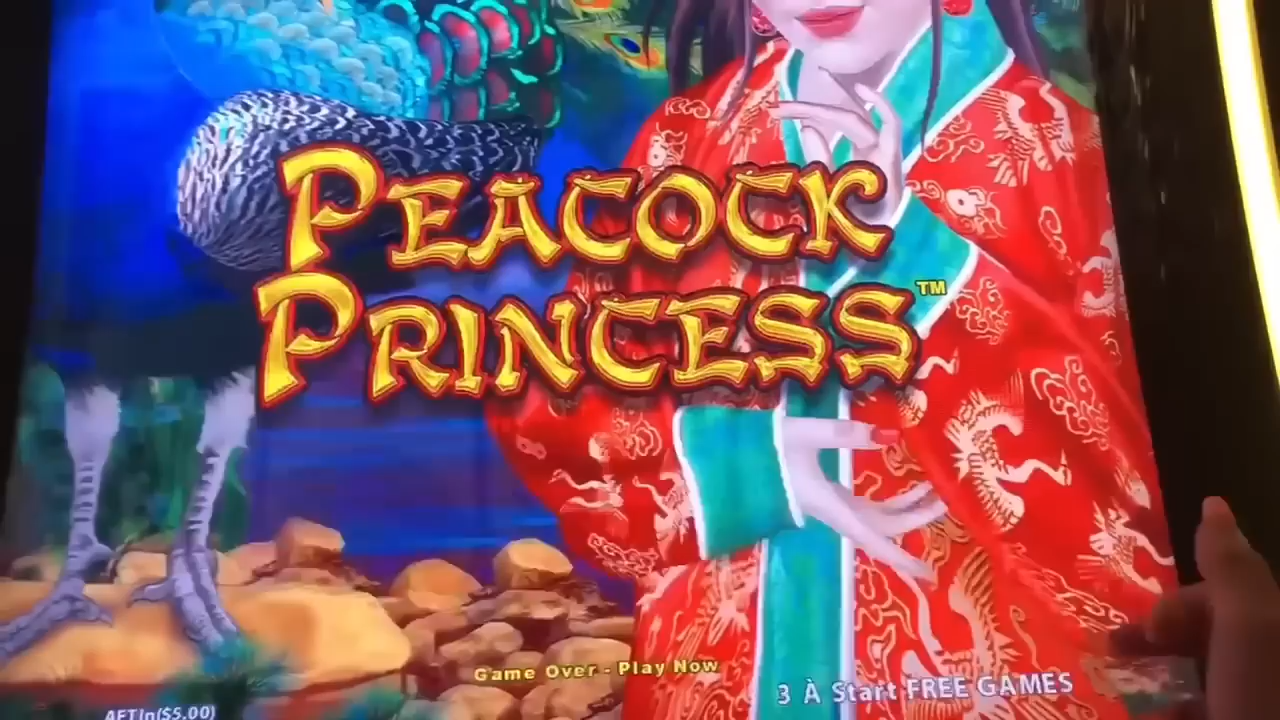 PEACOCK
PRINCESS™
Game Over - Play Now
3 À Start FREE GAMES
AFTIn($5.00)